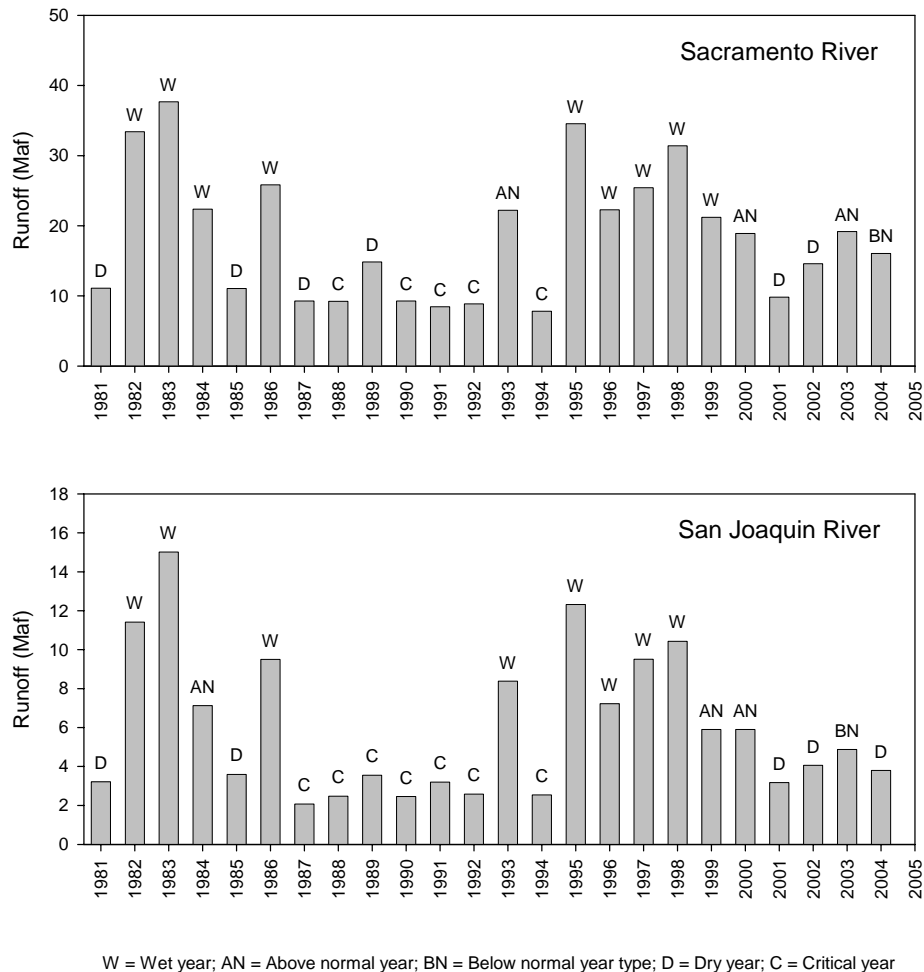 50
Sacramento River
40
30
20
10
0
Runoff (Maf)
D W W W D W D C D C C C AN C W W W W W AN D D AN BN
1981 1982 1983 1984 1985 1986 1987 1988 1989 1990 1991 1992 1993 1994 1995 1996 1997 1998 1999 2000 2001 2002 2003 2004 2005
18
San Joaquin River
16
14
12
10
8
6
4
2
0
Runoff (Maf)
D W W AN D W C C C C C C W C W W W W AN AN D D BN D
1981 1982 1983 1984 1985 1986 1987 1988 1989 1990 1991 1992 1993 1994 1995 1996 1997 1998 1999 2000 2001 2002 2003 2004 2005
W = Wet year; AN = Above normal year; BN = Below normal year type; D = Dry year; C = Critical year